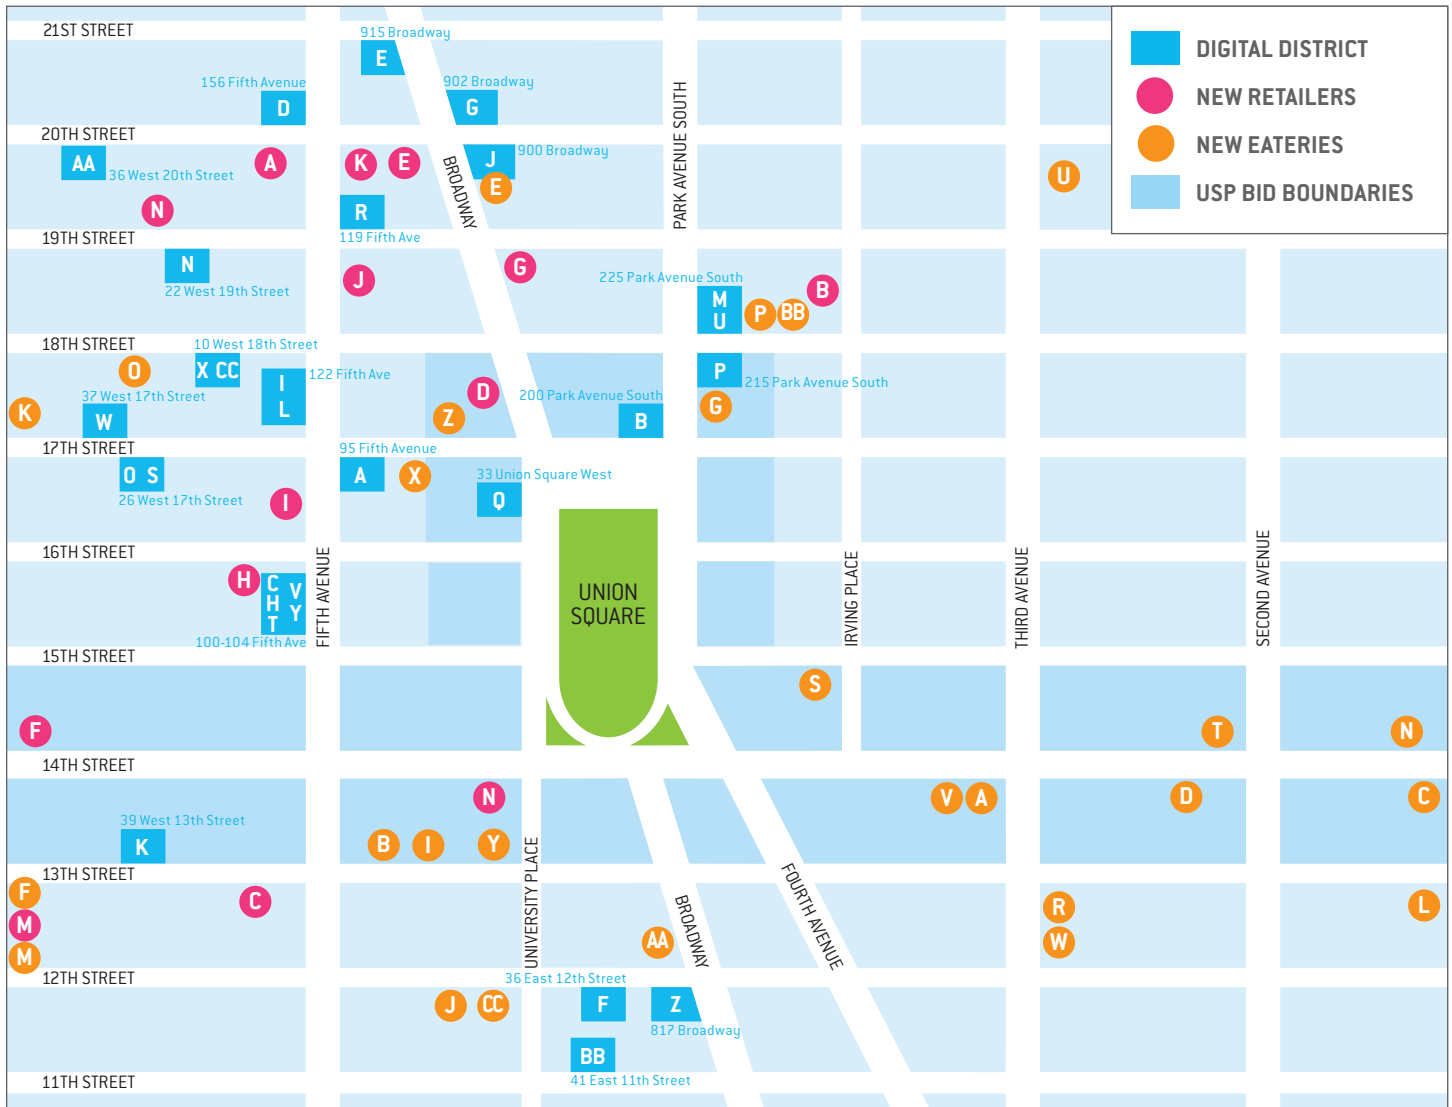 21ST STREET
915 Broadway
E
DIGITAL DISTRICT
156 Fifth Avenue
D
902 Broadway
G
PARK AVENUE SOUTH
NEW RETAILERS
20TH STREET
NEW EATERIES
AA
36 West 20th Street
A
K
E
BROADWAY
J
900 Broadway
E
U
USP BID BOUNDARIES
N
R
119 Fifth Ave
19TH STREET
N
22 West 19th Street
J
G
225 Park Avenue South
M
U
P
BB
B
18TH STREET
10 West 18th Street
O
X CC
I
L
122 Fifth Ave
37 West 17th Street
K
W
D
Z
200 Park Avenue South
B
P
215 Park Avenue South
G
17TH STREET
95 Fifth Avenue
O S
26 West 17th Street
A
X
33 Union Square West
Q
I
16TH STREET
FIFTH AVENUE
IRVING PLACE
THIRD AVENUE
SECOND AVENUE
H
C
H
T
V
Y
100-104 Fifth Ave
UNION
SQUARE
15TH STREET
S
F
T
N
14TH STREET
N
V
A
D
C
39 West 13th Street
K
B
I
Y
UNIVERSITY PLACE
13TH STREET
F
M
M
C
FOURTH AVENUE
BROADWAY
AA
R
W
L
12TH STREET
36 East 12th Street
J
CC
F
Z
817 Broadway
BB
41 East 11th Street
11TH STREET